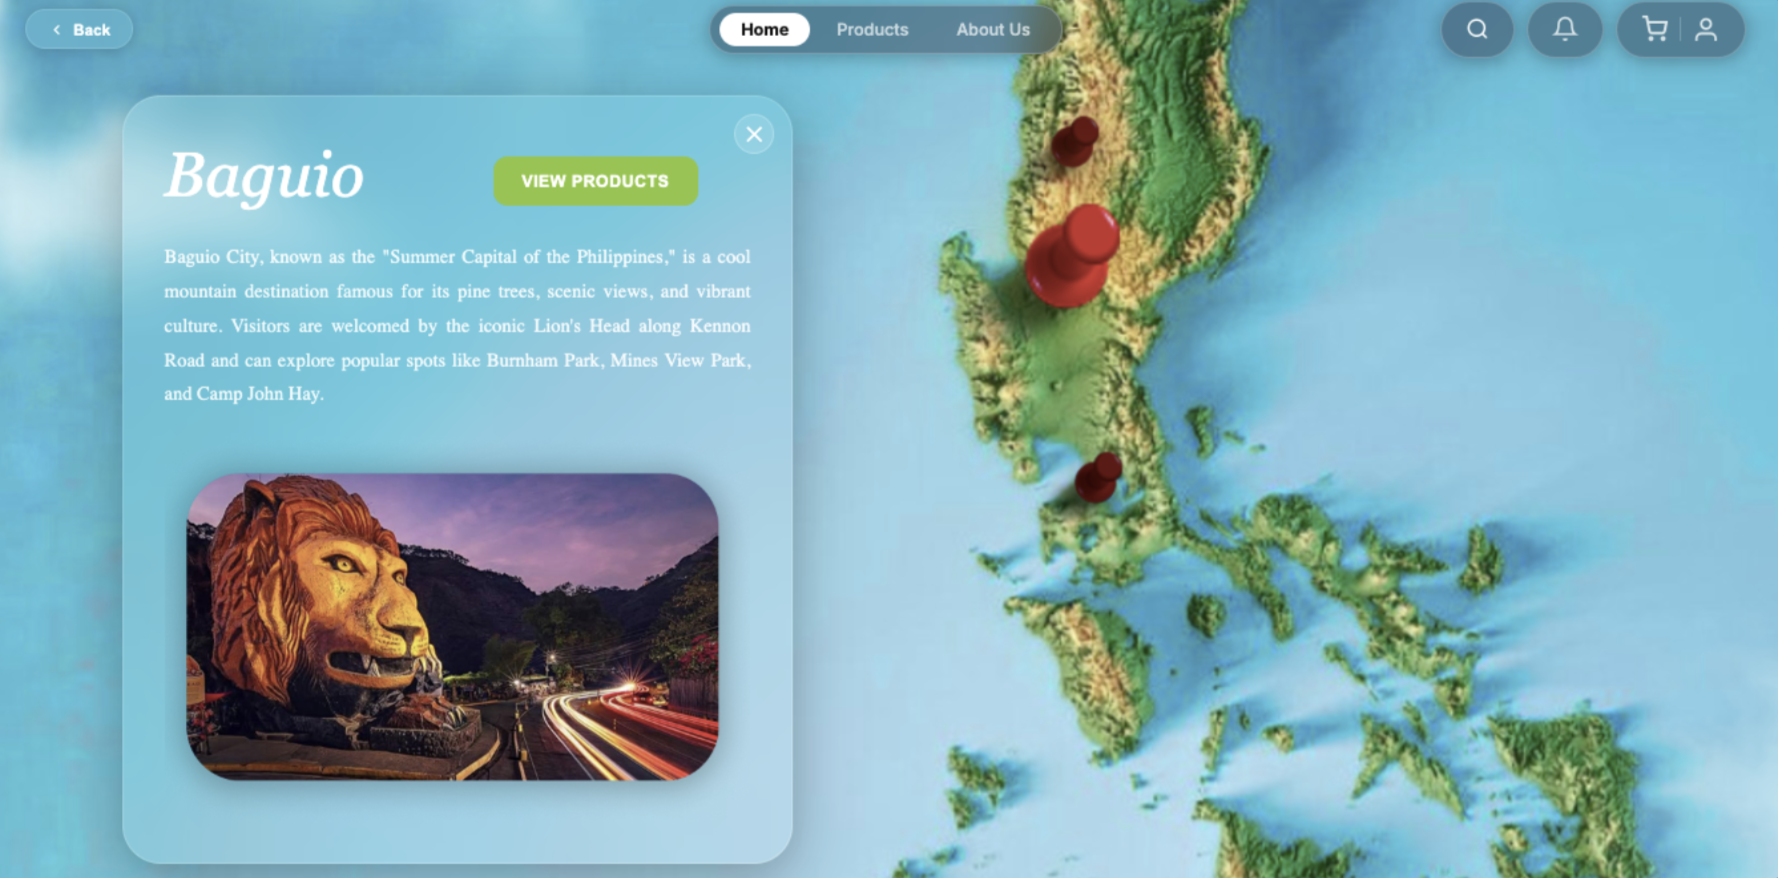 Back
Home Products About Us
Baguio
VIEW PRODUCTS
Baguio City, known as the "Summer Capital of the Philippines," is a cool
mountain destination famous for its pine trees, scenic views, and vibrant
culture. Visitors are welcomed by the iconic Lion's Head along Kennon
Road and can explore popular spots like Burnham Park, Mines View Park,
and Camp John Hay.